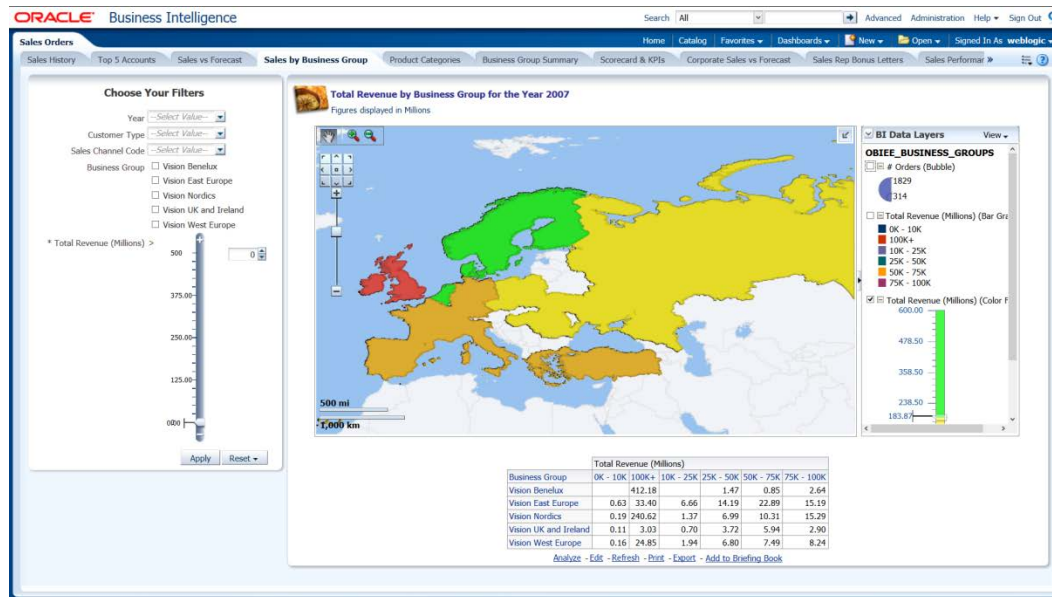 ORACLE Business Intelligence
Search All Advanced Administration Help Sign Out
Sales Orders
Home Catalog Favorites Dashboards New Open Signed In As weblogic
Sales History Top 5 Accounts Sales vs Forecast Sales by Business Group Product Categories Business Group Summary Scorecard & KPIs Corporate Sales vs Forecast Sales Rep Bonus Letters Sales Performar »
Choose Your Filters
Year --Select Value--
Customer Type --Select Value--
Sales Channel Code --Select Value--
Business Group Vision Benelux
Vision East Europe
Vision Nordics
Vision UK and Ireland
Vision West Europe
* Total Revenue (Millions) >
500 0
375.00
250.00
125.00
Apply Reset
Total Revenue by Business Group for the Year 2007
Figures displayed in Millions
500 mi
1,000 km
BI Data Layers View
OBIEE_BUSINESS_GROUPS
# Orders (Bubble)
1829
314
Total Revenue (Millions) (Bar Gra
0K - 10K
100K+
10K - 25K
25K - 50K
50K - 75K
75K - 100K
Total Revenue (Millions) (Color F
600.00
478.50
358.50
238.50
183.87
Total Revenue (Millions)
Business Group 0K - 10K 100K+ 10K - 25K 25K - 50K 50K - 75K 75K - 100K
Vision Benelux 412.18 1.47 0.85 2.64
Vision East Europe 0.63 33.40 6.66 14.19 22.89 15.19
Vision Nordics 0.19 240.62 1.37 6.99 10.31 15.29
Vision UK and Ireland 0.11 3.03 0.70 3.72 5.94 2.90
Vision West Europe 0.16 24.85 1.94 6.80 7.49 8.24
Analyze - Edit - Refresh - Print - Export - Add to Briefing Book